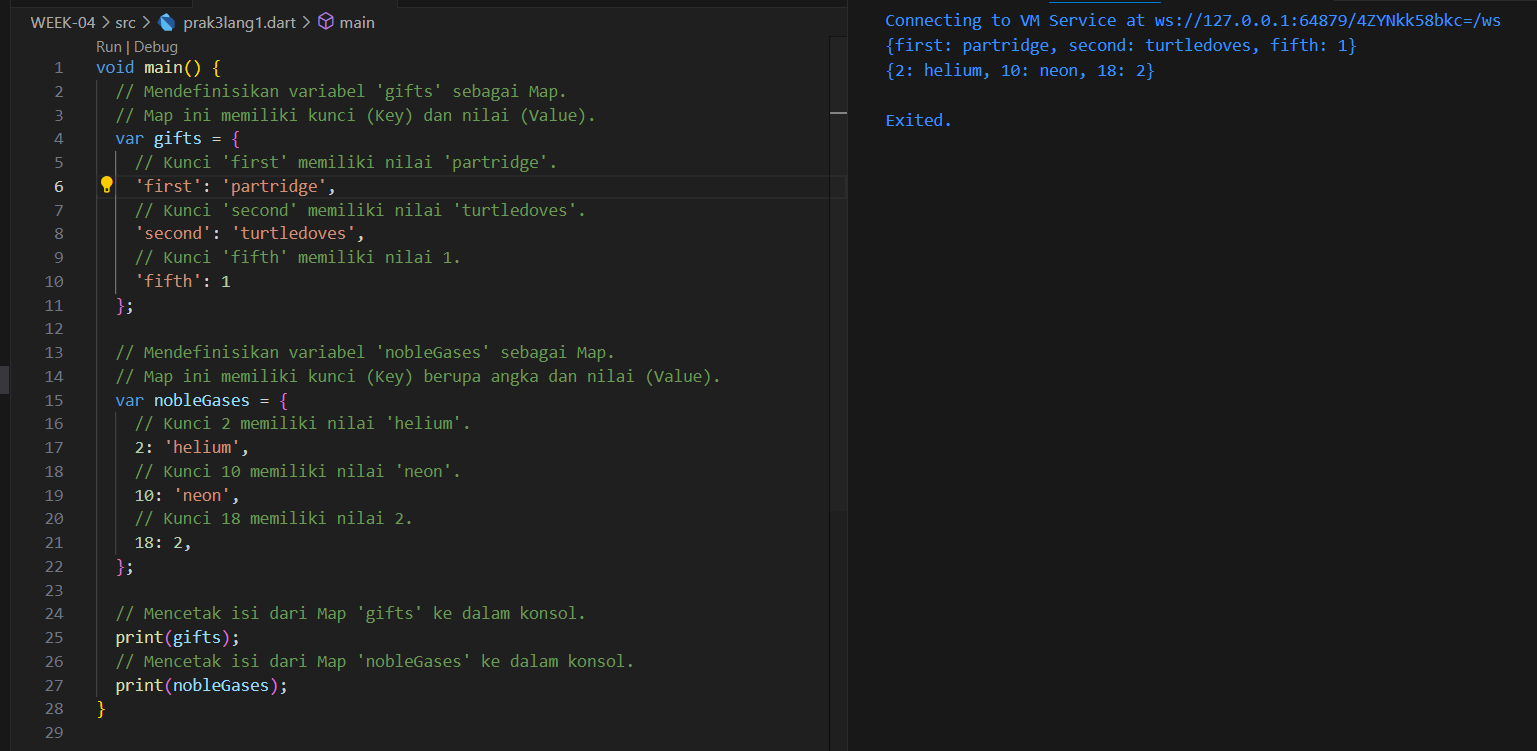 WEEK-04 > src > prak3lang1.dart > main
Run | Debug
1 void main() {
2 // Mendefinisikan variabel 'gifts' sebagai Map.
3 // Map ini memiliki kunci (Key) dan nilai (Value).
4 var gifts = {
5 // Kunci 'first' memiliki nilai 'partridge'.
6 'first': 'partridge',
7 // Kunci 'second' memiliki nilai 'turtledoves'.
8 'second': 'turtledoves',
9 // Kunci 'fifth' memiliki nilai 1.
10 'fifth': 1
11 };
12
13 // Mendefinisikan variabel 'nobleGases' sebagai Map.
14 // Map ini memiliki kunci (Key) berupa angka dan nilai (Value).
15 var nobleGases = {
16 // Kunci 2 memiliki nilai 'helium'.
17 2: 'helium',
18 // Kunci 10 memiliki nilai 'neon'.
19 10: 'neon',
20 // Kunci 18 memiliki nilai 2.
21 18: 2,
22 };
23
24 // Mencetak isi dari Map 'gifts' ke dalam konsol.
25 print(gifts);
26 // Mencetak isi dari Map 'nobleGases' ke dalam konsol.
27 print(nobleGases);
28 }
29
Connecting to VM Service at ws://127.0.0.1:64879/4ZYNkk58bkc=/ws
{first: partridge, second: turtledoves, fifth: 1}
{2: helium, 10: neon, 18: 2}
Exited.